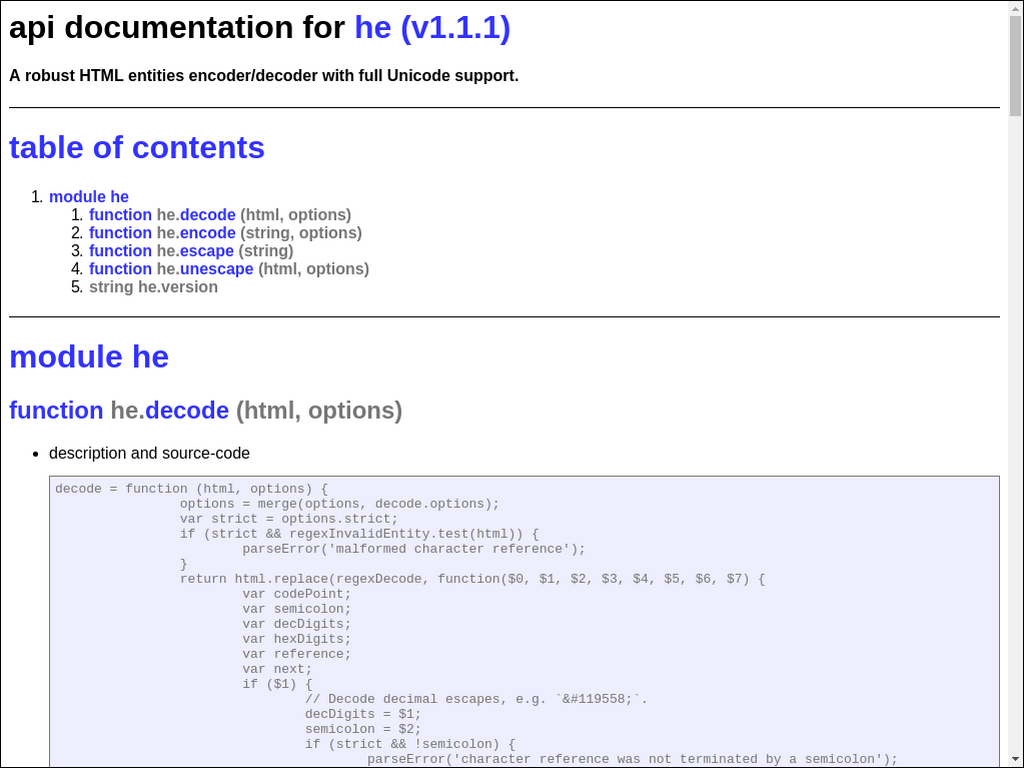 api documentation for he (v1.1.1)
A robust HTML entities encoder/decoder with full Unicode support.
table of contents
1. module he
1. function he.decode (html, options)
2. function he.encode (string, options)
3. function he.escape (string)
4. function he.unescape (html, options)
5. string he.version
module he
function he.decode (html, options)
• description and source-code
decode = function (html, options) {
                options = merge(options, decode.options);
                var strict = options.strict;
                if (strict && regexInvalidEntity.test(html)) {
                        parseError('malformed character reference');
                }
                return html.replace(regexDecode, function($0, $1, $2, $3, $4, $5, $6, $7) {
                        var codePoint;
                        var semicolon;
                        var decDigits;
                        var hexDigits;
                        var reference;
                        var next;
                        if ($1) {
                                // Decode decimal escapes, e.g. `&#119558;`.
                                decDigits = $1;
                                semicolon = $2;
                                if (strict && !semicolon) {
                                        parseError('character reference was not terminated by a semicolon');